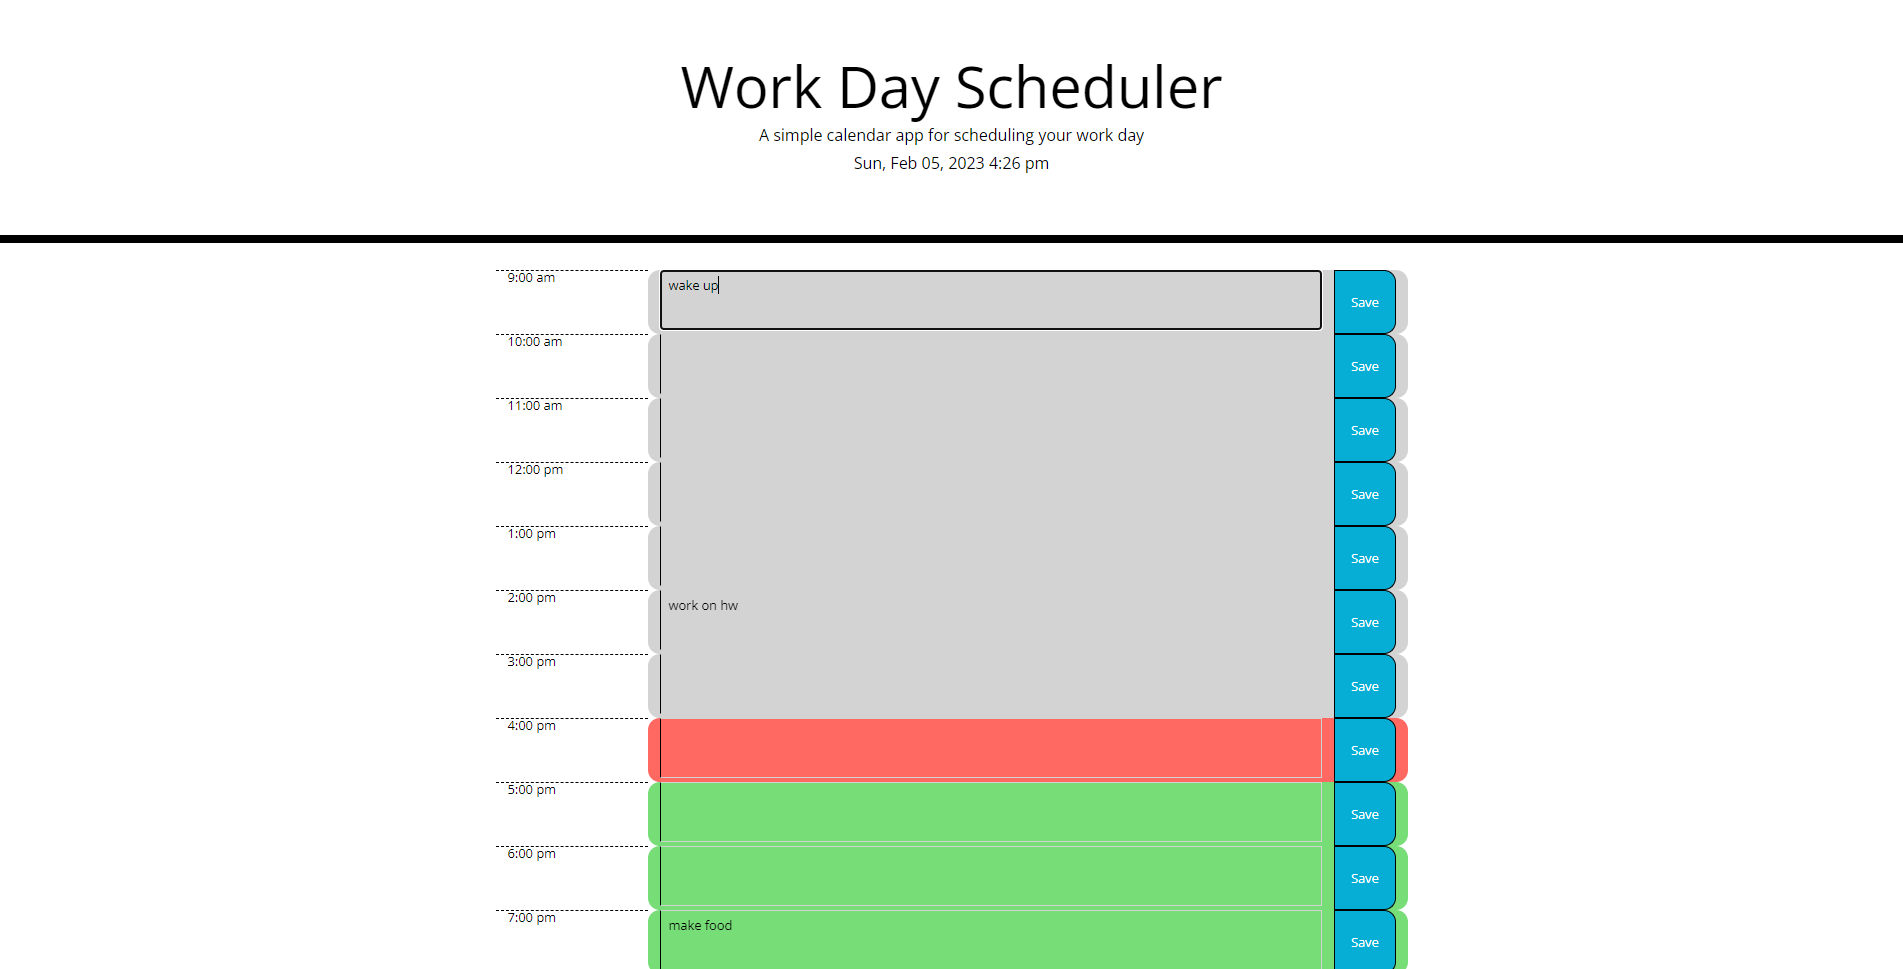 Work Day Scheduler
A simple calendar app for scheduling your work day
Sun, Feb 05, 2023 4:26 pm
9:00 am
wake up
Save
10:00 am
Save
11:00 am
Save
12:00 pm
Save
1:00 pm
Save
2:00 pm
work on hw
Save
3:00 pm
Save
4:00 pm
Save
5:00 pm
Save
6:00 pm
Save
7:00 pm
make food
Save